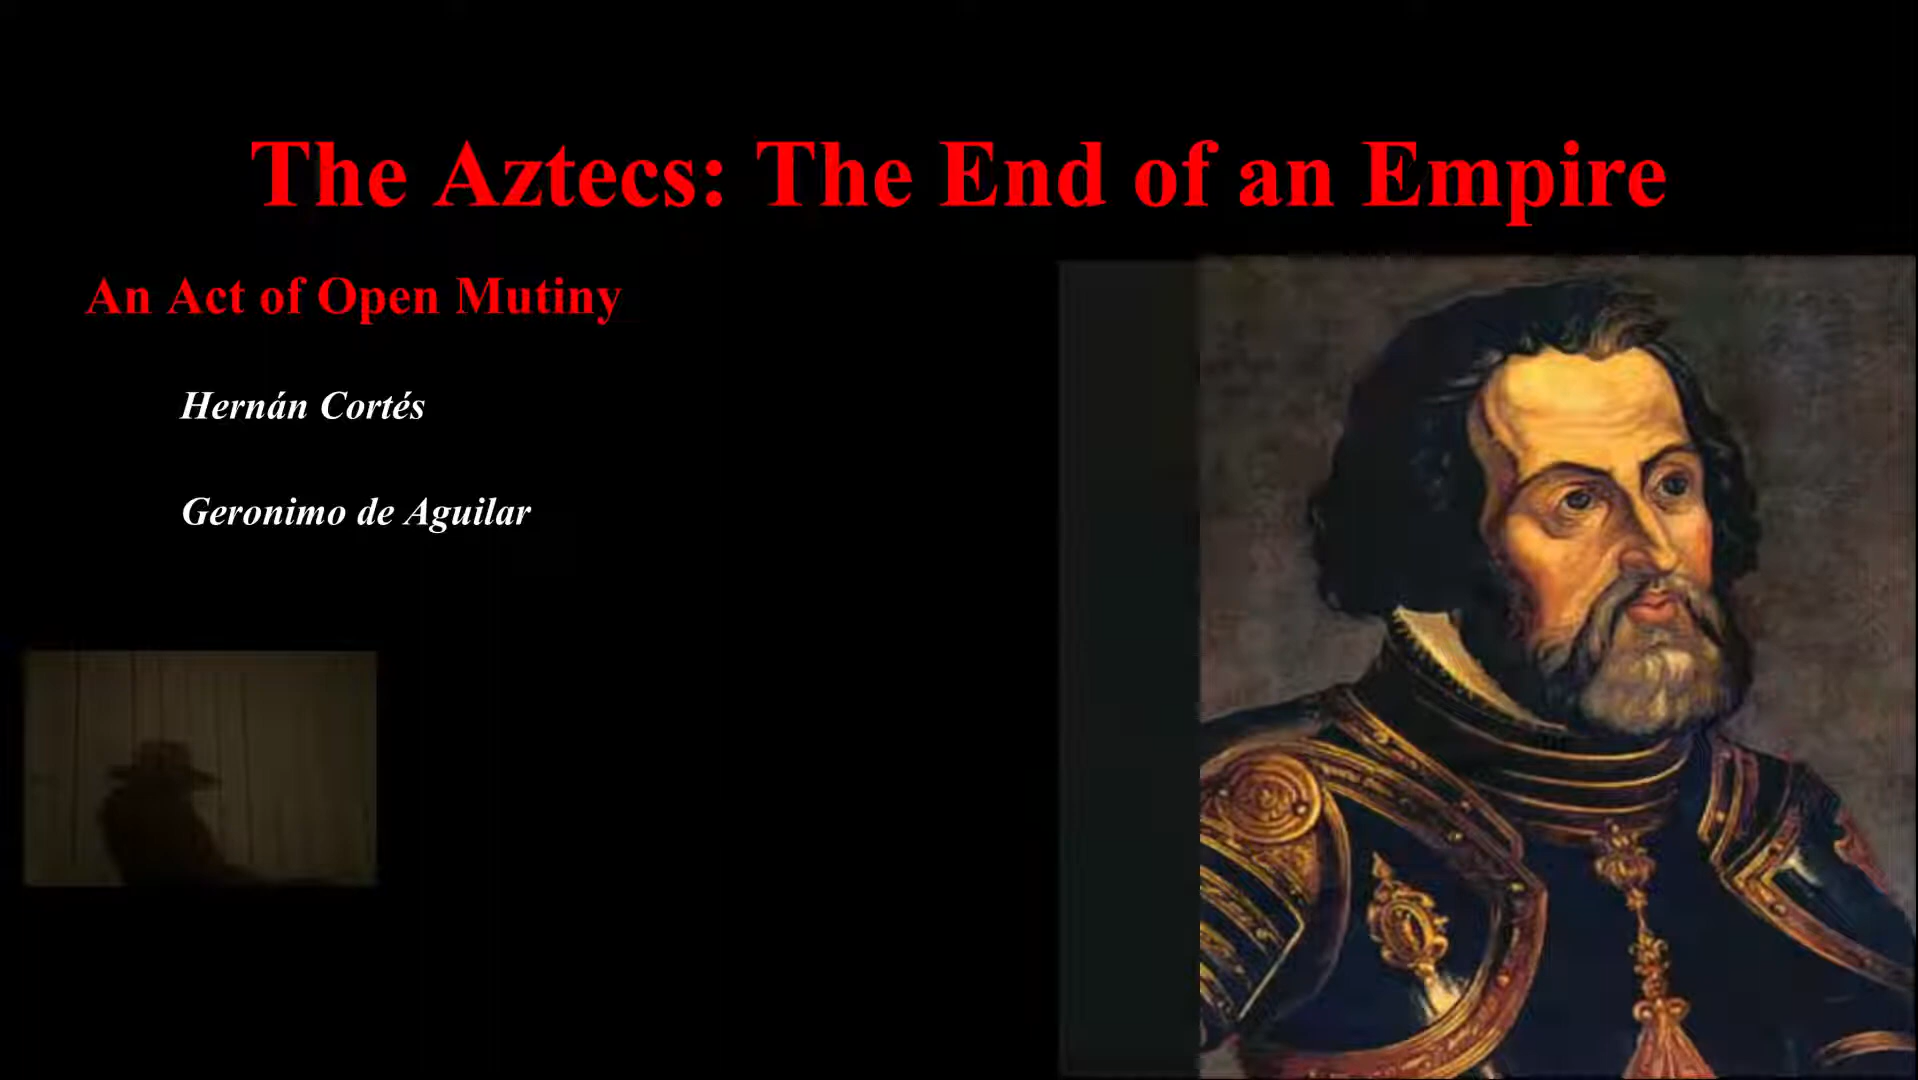 The Aztecs: The End of an Empire
An Act of Open Mutiny
Hernán Cortés
Geronimo de Aguilar